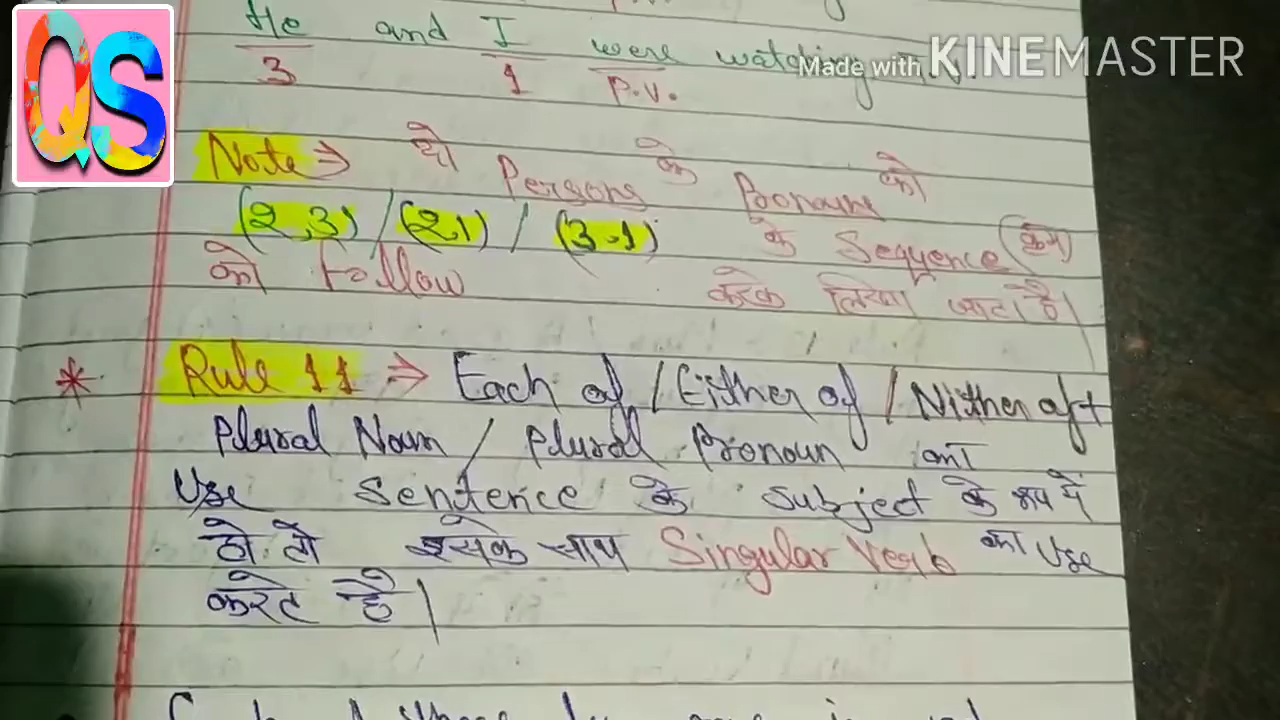 QS
He and I were watching
Made with KINEMASTER
3 1 P.V.
Note ⇒ दो Persons के Pronouns को
(2,3) / (2,1) / (3,1) के Sequence (क्रम)
को Follow करके लिखा जाता है।
* Rule 11 ⇒ Each of / Either of / Nither of +
Plural Noun / Plural Pronoun का
Use Sentence के Subject के रूप में
हो तो इसके साथ Singular Verb का Use
करते है।